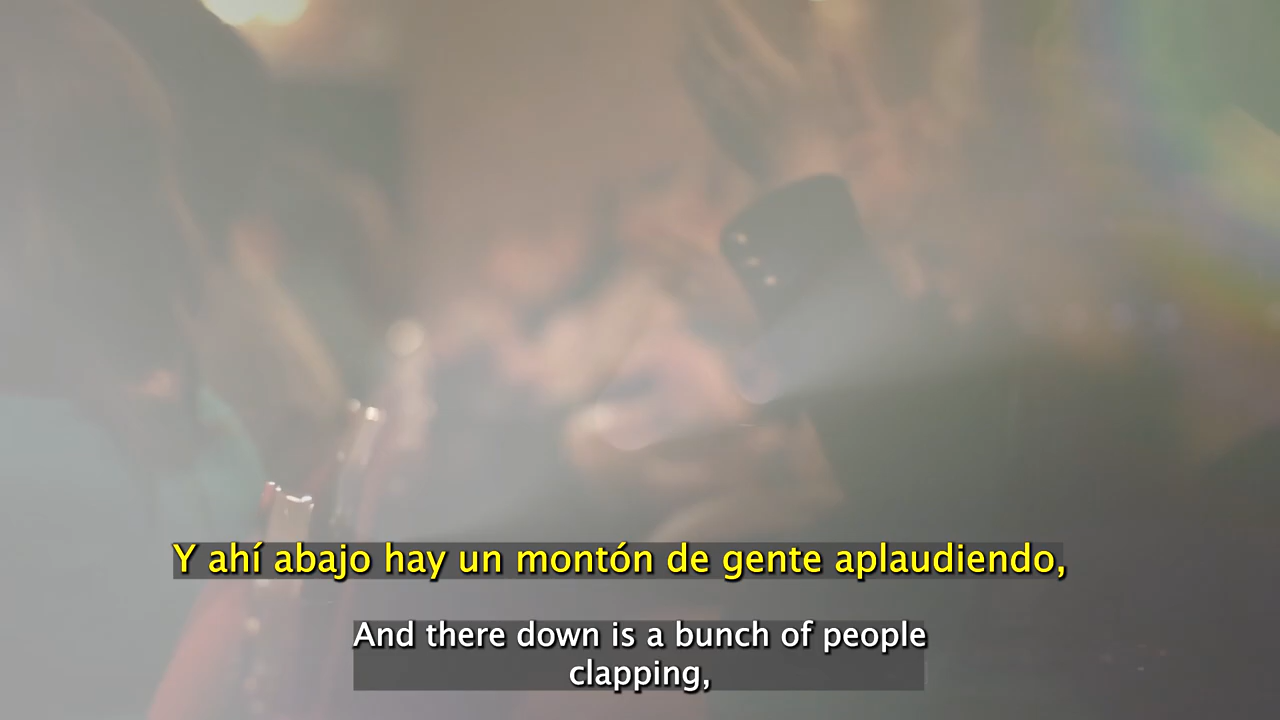 Y ahí abajo hay un montón de gente aplaudiendo,
And there down is a bunch of people
clapping,